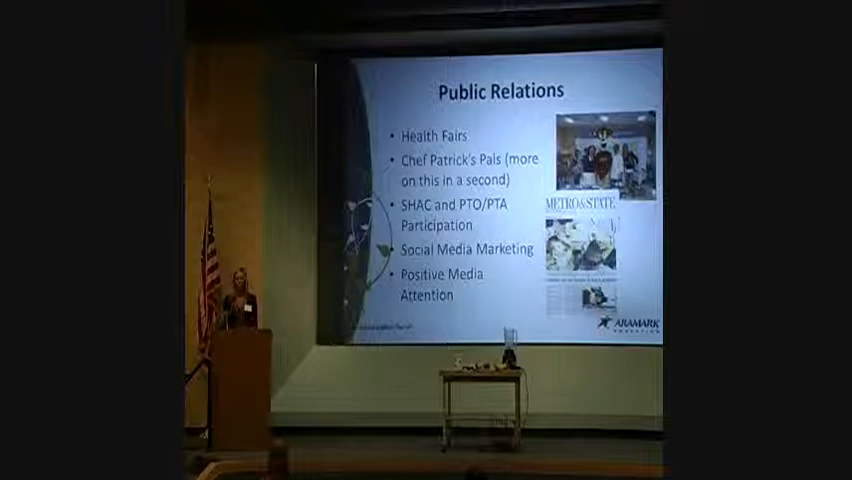 Public Relations
• Health Fairs
• Chef Patrick's Pals (more
on this in a second)
• SHAC and PTO/PTA
Participation
• Social Media Marketing
• Positive Media
Attention
METRO&STATE
ARAMARK
EDUCATION